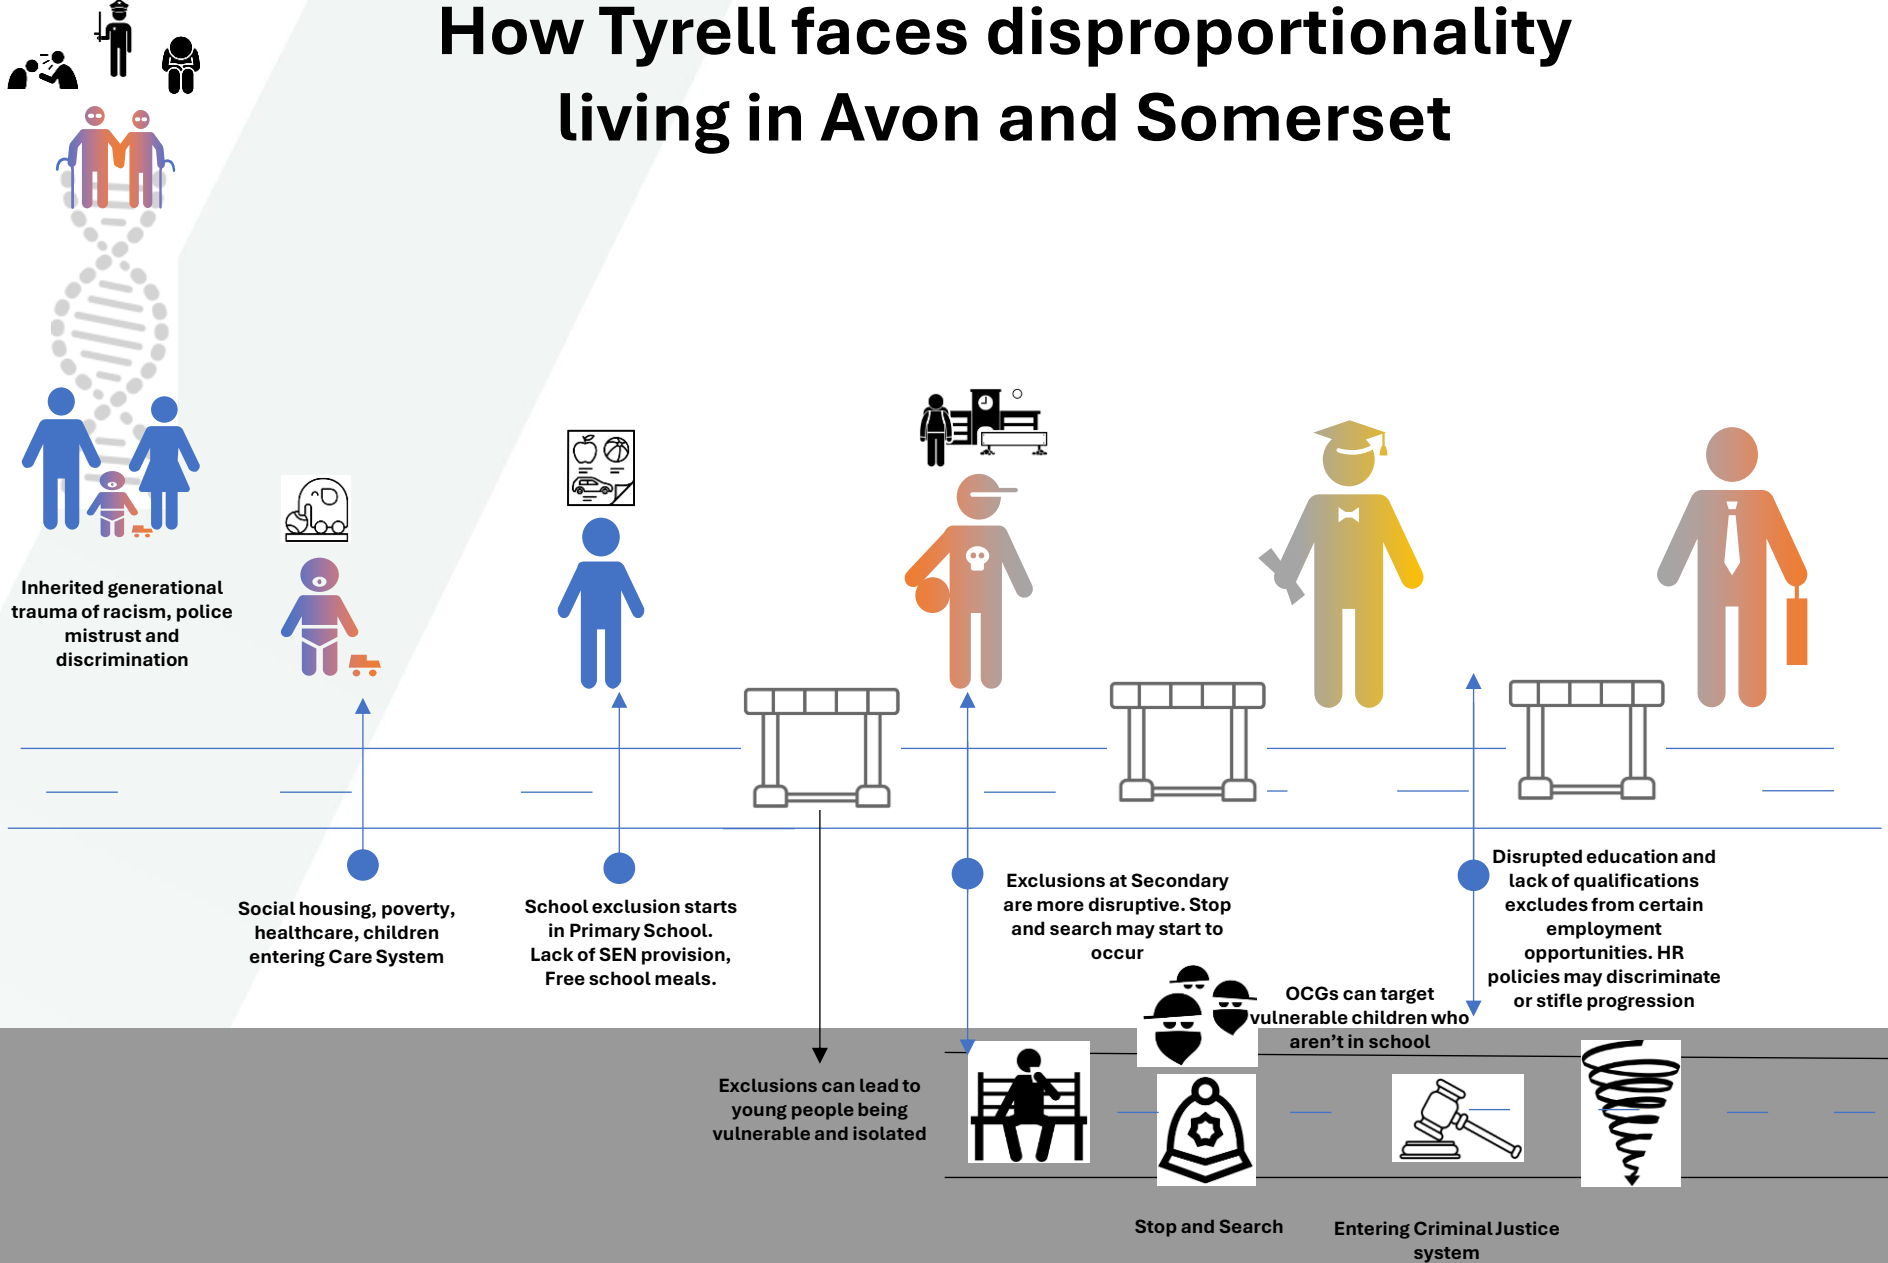 How Tyrell faces disproportionality
living in Avon and Somerset
Inherited generational
trauma of racism, police
mistrust and
discrimination
Social housing, poverty,
healthcare, children
entering Care System
School exclusion starts
in Primary School.
Lack of SEN provision,
Free school meals.
Exclusions at Secondary
are more disruptive. Stop
and search may start to
occur
Disrupted education and
lack of qualifications
excludes from certain
employment
opportunities. HR
policies may discriminate
or stifle progression
OCGs can target
vulnerable children who
aren't in school
Exclusions can lead to
young people being
vulnerable and isolated
Stop and Search
Entering Criminal Justice
system